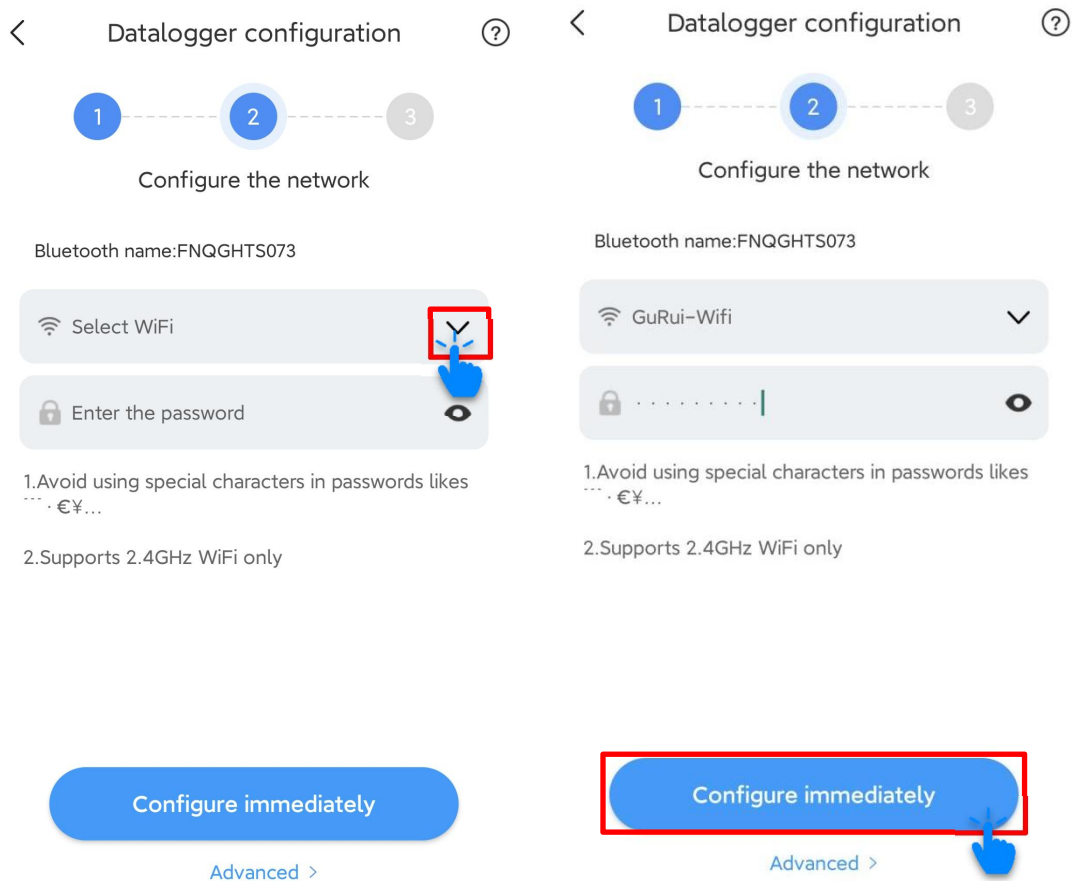 Datalogger configuration
?
1
2
3
Configure the network
Bluetooth name:FNQGHTS073
Select WiFi
Enter the password
1.Avoid using special characters in passwords likes
``` · €¥...
2.Supports 2.4GHz WiFi only
Configure immediately
Advanced >
Datalogger configuration
?
1
2
3
Configure the network
Bluetooth name:FNQGHTS073
GuRui-Wifi
·········
1.Avoid using special characters in passwords likes
``` · €¥...
2.Supports 2.4GHz WiFi only
Configure immediately
Advanced >